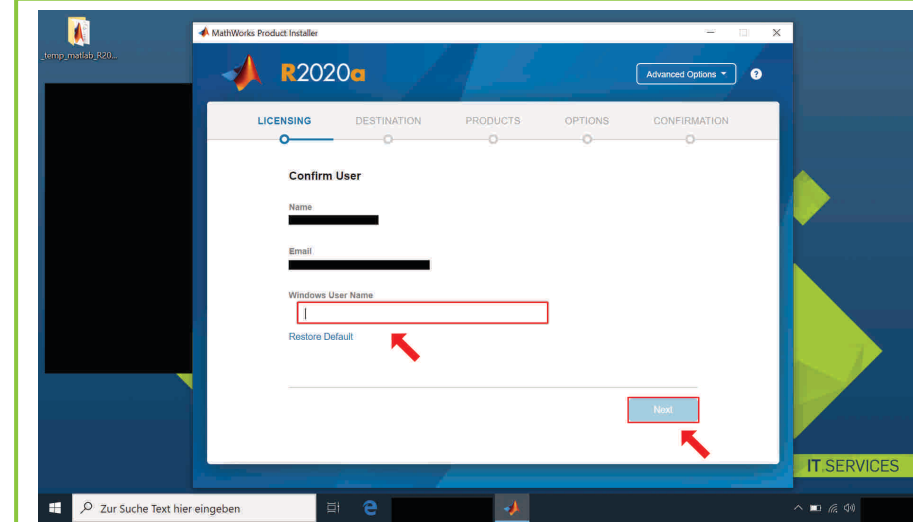 MathWorks Product Installer
_temp_matlab_R20...
R2020a
Advanced Options
?
LICENSING DESTINATION PRODUCTS OPTIONS CONFIRMATION
Confirm User
Name
Email
Windows User Name
Restore Default
Next
IT.SERVICES
Zur Suche Text hier eingeben